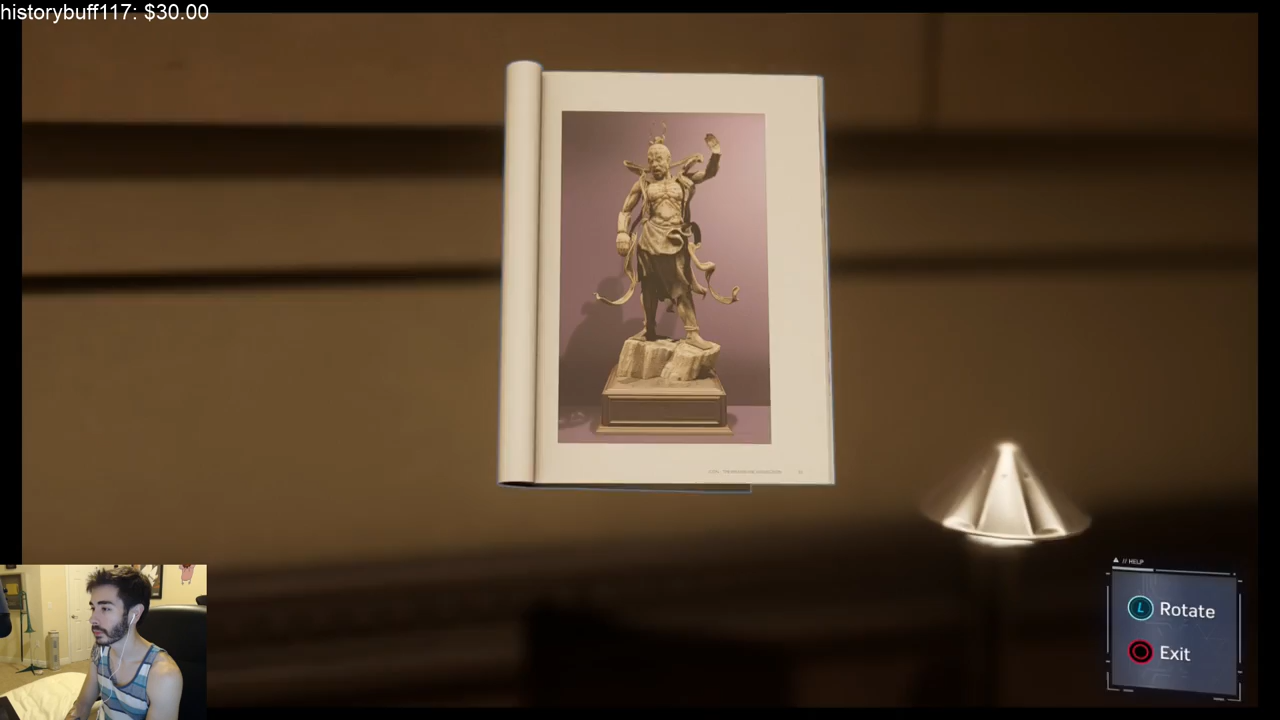 historybuff117: $30.00
// HELP
L Rotate
Exit